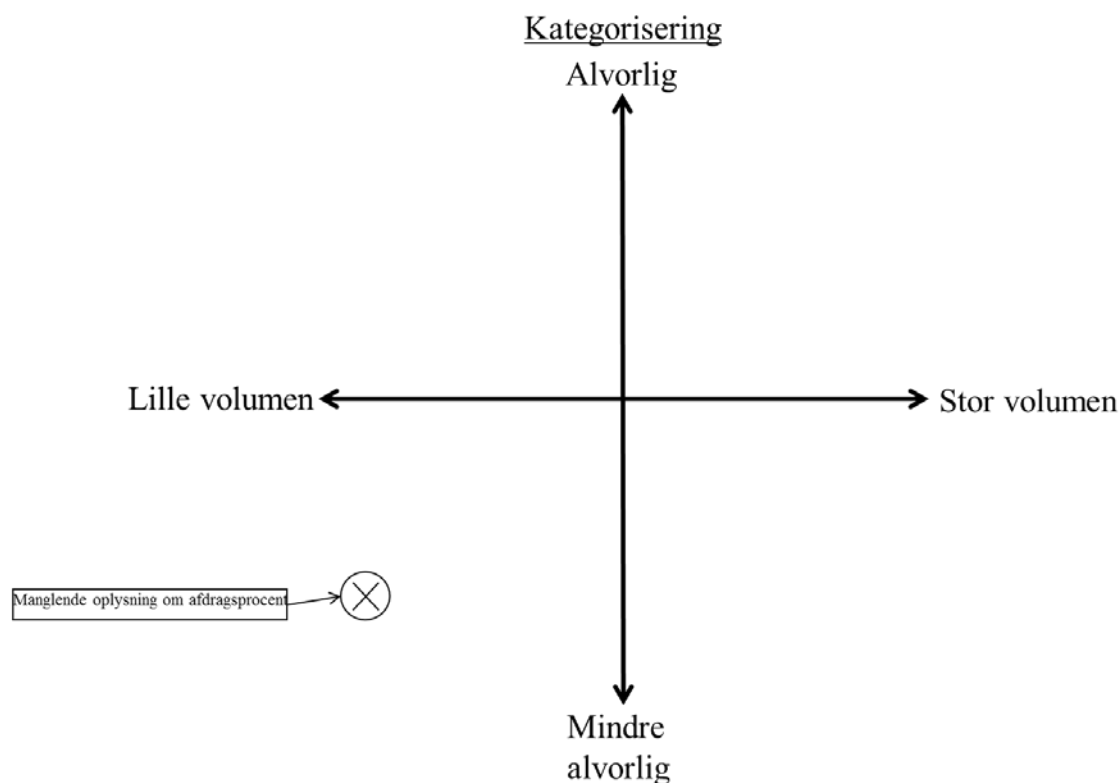 Kategorisering
Alvorlig
Lille volumen
Stor volumen
Manglende oplysning om afdragsprocent
Mindre
alvorlig